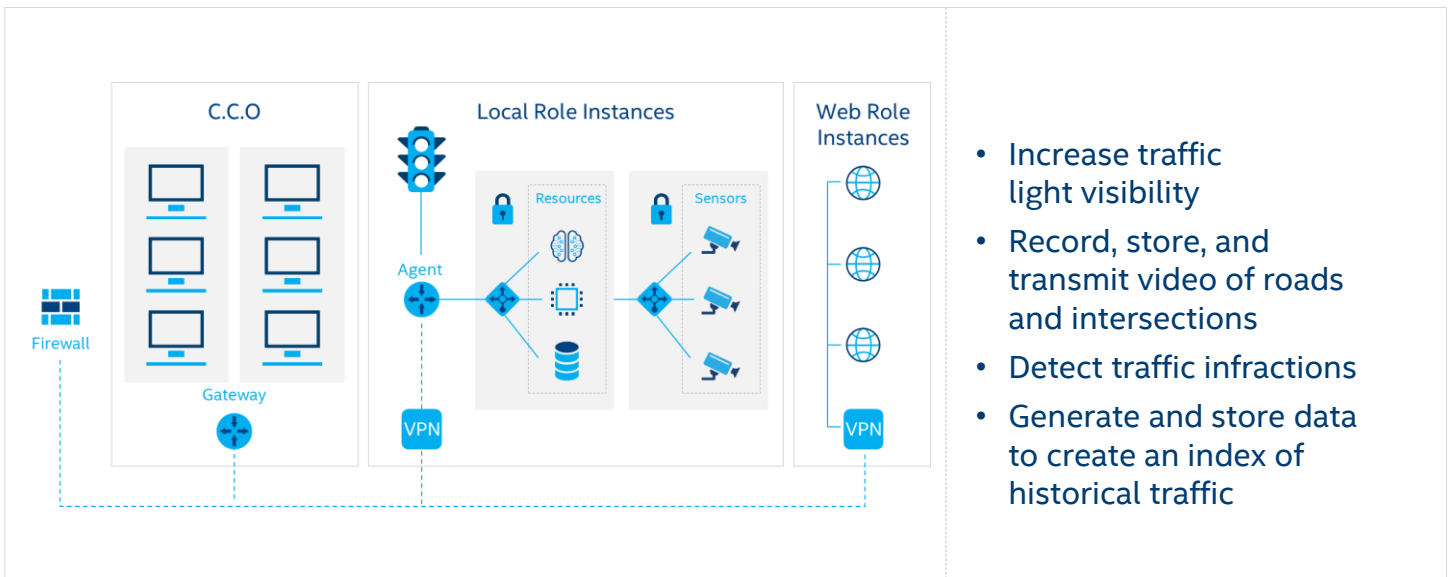 C.C.O
Local Role Instances
Web Role
Instances
Resources
Sensors
Agent
Firewall
Gateway
VPN
VPN
• Increase traffic
light visibility
• Record, store, and
transmit video of roads
and intersections
• Detect traffic infractions
• Generate and store data
to create an index of
historical traffic